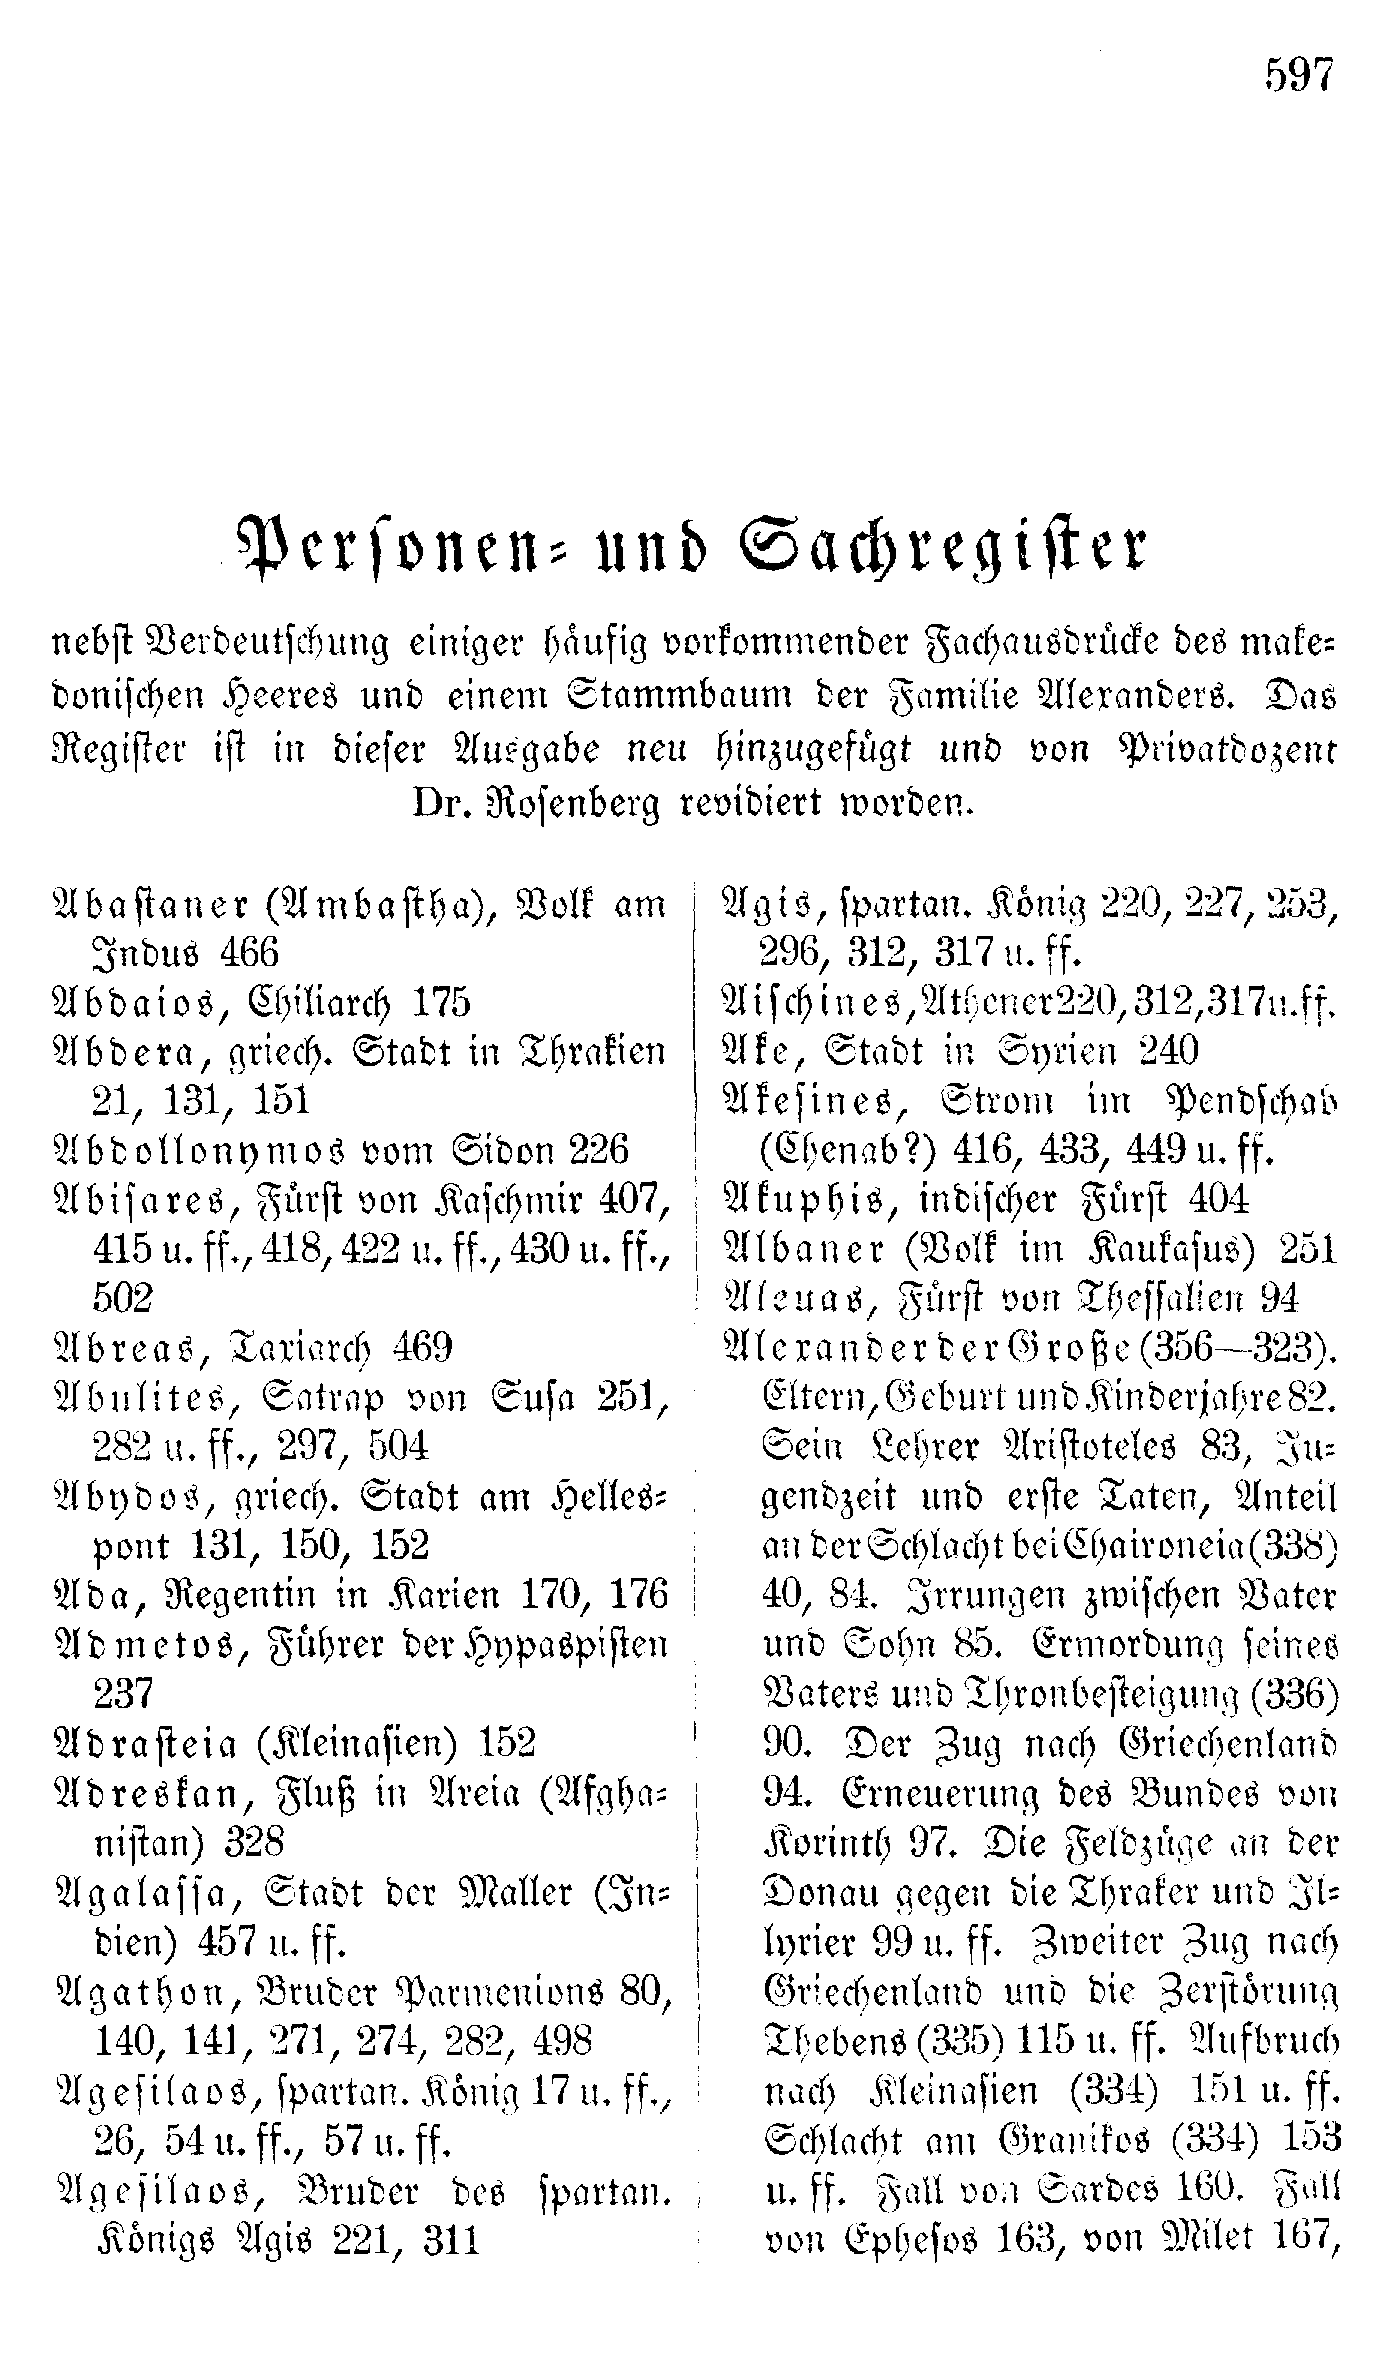 597
Personen- und Sachregister
nebst Verdeutschung einiger häufig vorkommender Fachausdrücke des make-
donischen Heeres und einem Stammbaum der Familie Alexanders. Das
Register ist in dieser Ausgabe neu hinzugefügt und von Privatdozent
Dr. Rosenberg revidiert worden.
Abastaner (Ambastha), Volk am
Indus 466
Abdaios, Chiliarch 175
Abdera, griech. Stadt in Thrakien
21, 131, 151
Abdollonymos vom Sidon 226
Abisares, Fürst von Kaschmir 407,
415 u. ff., 418, 422 u. ff., 430 u. ff.,
502
Abreas, Taxiarch 469
Abulites, Satrap von Susa 251,
282 u. ff., 297, 504
Abydos, griech. Stadt am Helles-
pont 131, 150, 152
Ada, Regentin in Karien 170, 176
Admetos, Führer der Hypaspisten
237
Adrasteia (Kleinasien) 152
Adreskan, Fluß in Areia (Afgha-
nistan) 328
Agalassa, Stadt der Maller (In-
dien) 457 u. ff.
Agathon, Bruder Parmenions 80,
140, 141, 271, 274, 282, 498
Agesilaos, spartan. König 17 u. ff.,
26, 54 u. ff., 57 u. ff.
Agesilaos, Bruder des spartan.
Königs Agis 221, 311
Agis, spartan. König 220, 227, 253,
296, 312, 317 u. ff.
Aischines, Athener 220, 312, 317 u. ff.
Ake, Stadt in Syrien 240
Akesines, Strom im Pendschab
(Chenab?) 416, 433, 449 u. ff.
Akuphis, indischer Fürst 404
Albaner (Volk im Kaukasus) 251
Aleuas, Fürst von Thessalien 94
Alexander der Große (356—323).
Eltern, Geburt und Kinderjahre 82.
Sein Lehrer Aristoteles 83, Ju-
gendzeit und erste Taten, Anteil
an der Schlacht bei Chaironeia (338)
40, 84. Irrungen zwischen Vater
und Sohn 85. Ermordung seines
Vaters und Thronbesteigung (336)
90. Der Zug nach Griechenland
94. Erneuerung des Bundes von
Korinth 97. Die Feldzüge an der
Donau gegen die Thraker und Il-
lyrier 99 u. ff. Zweiter Zug nach
Griechenland und die Zerstörung
Thebens (335) 115 u. ff. Aufbruch
nach Kleinasien (334) 151 u. ff.
Schlacht am Granikos (334) 153
u. ff. Fall von Sardes 160. Fall
von Ephesos 163, von Milet 167,